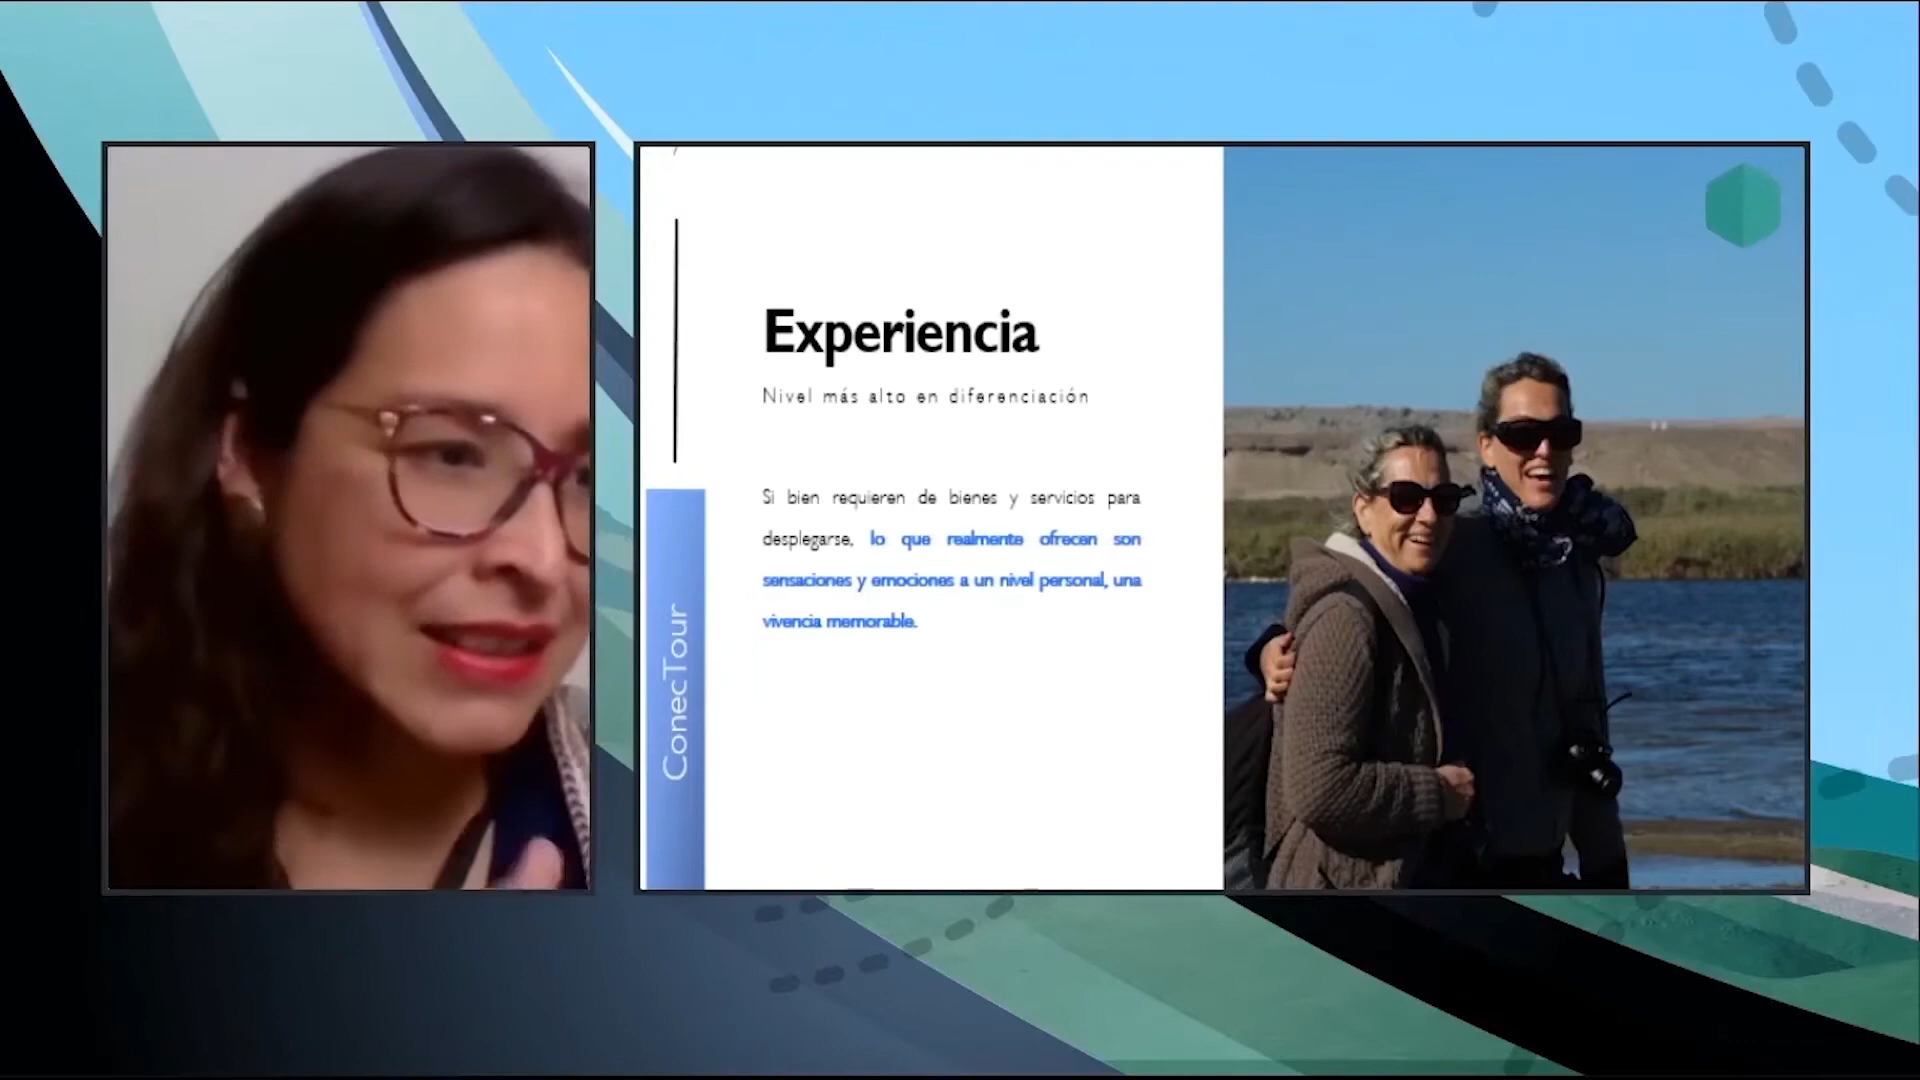 Experiencia
Nivel más alto en diferenciación
Si bien requieren de bienes y servicios para
desplegarse, lo que realmente ofrecen son
sensaciones y emociones a un nivel personal, una
vivencia memorable.
ConecTour